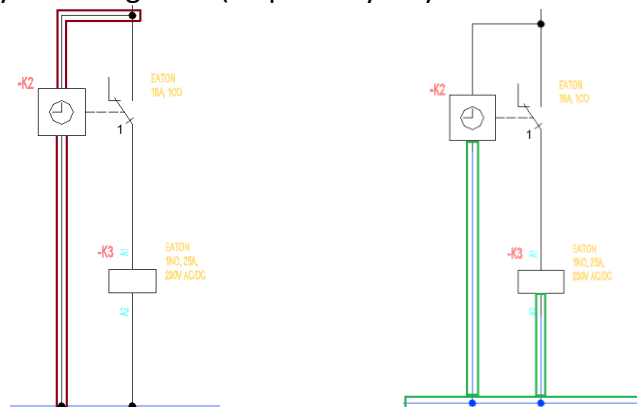 -K2
EATON
16A, 1CO
1
-K3
A1
EATON
1NO, 25A,
230V AC/DC
A2
-K2
EATON
16A, 1CO
1
-K3
A1
EATON
1NO, 25A,
230V AC/DC
A2